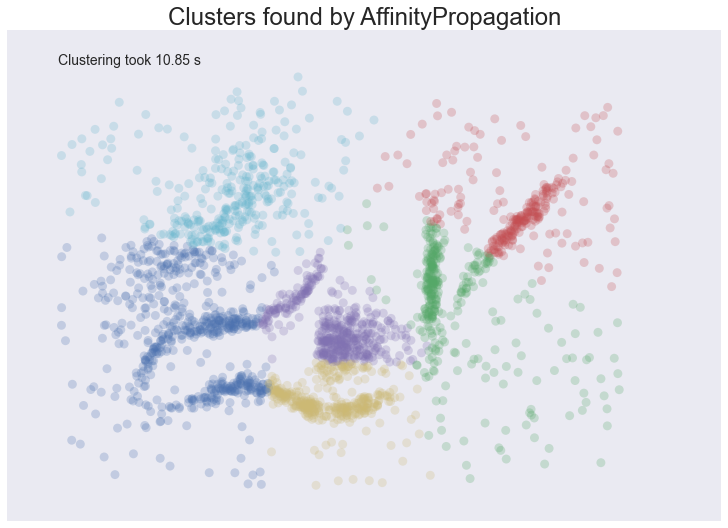 Clusters found by AffinityPropagation
Clustering took 10.85 s